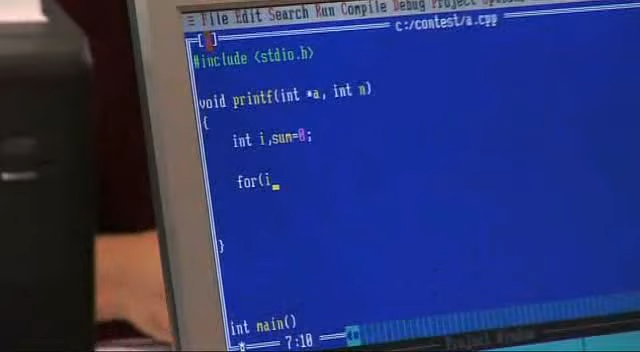 ≡ File Edit Search Run Compile Debug Project
[ ] c:/contest/a.cpp
#include <stdio.h>
void printf(int *a, int n)
{
int i,sum=0;
for(i_
}
int main()
* 7:10